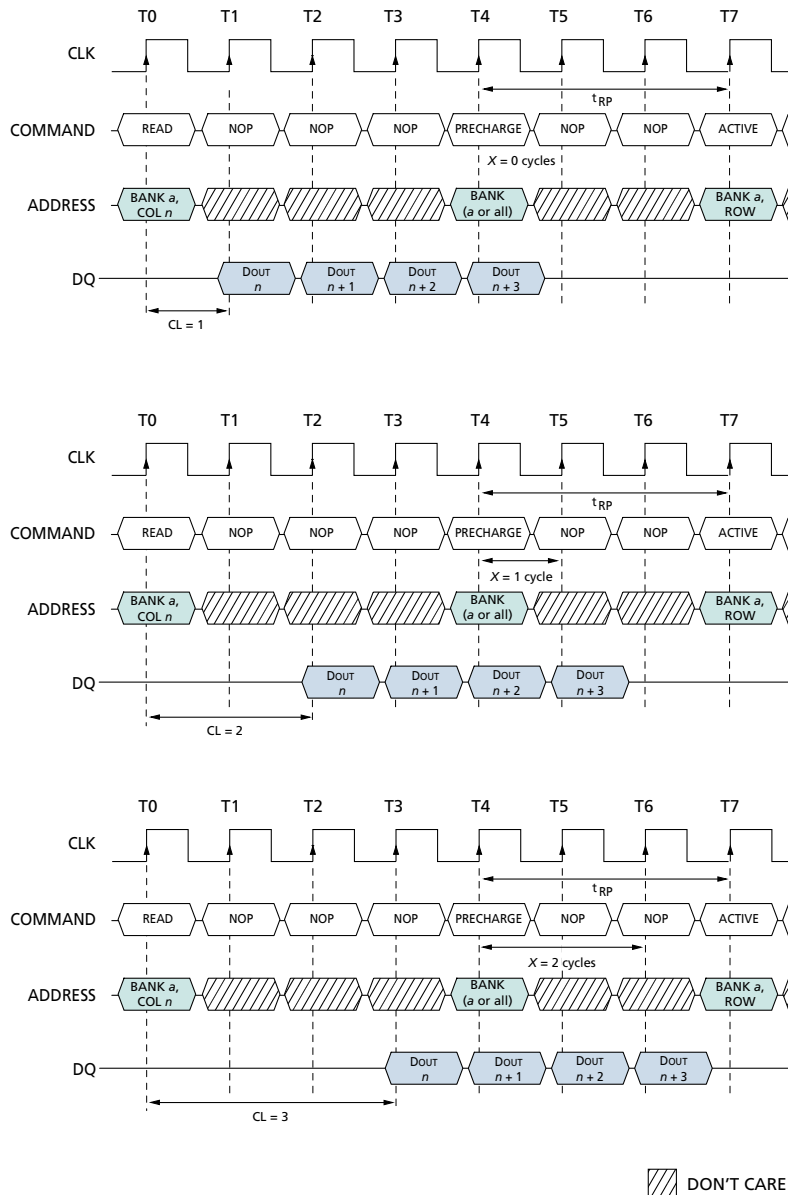 T0 T1 T2 T3 T4 T5 T6 T7
CLK
tRP
COMMAND READ NOP NOP NOP PRECHARGE NOP NOP ACTIVE
X = 0 cycles
ADDRESS BANK a, COL n BANK (a or all) BANK a, ROW
DQ DOUT n DOUT n + 1 DOUT n + 2 DOUT n + 3
CL = 1
T0 T1 T2 T3 T4 T5 T6 T7
CLK
tRP
COMMAND READ NOP NOP NOP PRECHARGE NOP NOP ACTIVE
X = 1 cycle
ADDRESS BANK a, COL n BANK (a or all) BANK a, ROW
DQ DOUT n DOUT n + 1 DOUT n + 2 DOUT n + 3
CL = 2
T0 T1 T2 T3 T4 T5 T6 T7
CLK
tRP
COMMAND READ NOP NOP NOP PRECHARGE NOP NOP ACTIVE
X = 2 cycles
ADDRESS BANK a, COL n BANK (a or all) BANK a, ROW
DQ DOUT n DOUT n + 1 DOUT n + 2 DOUT n + 3
CL = 3
DON'T CARE